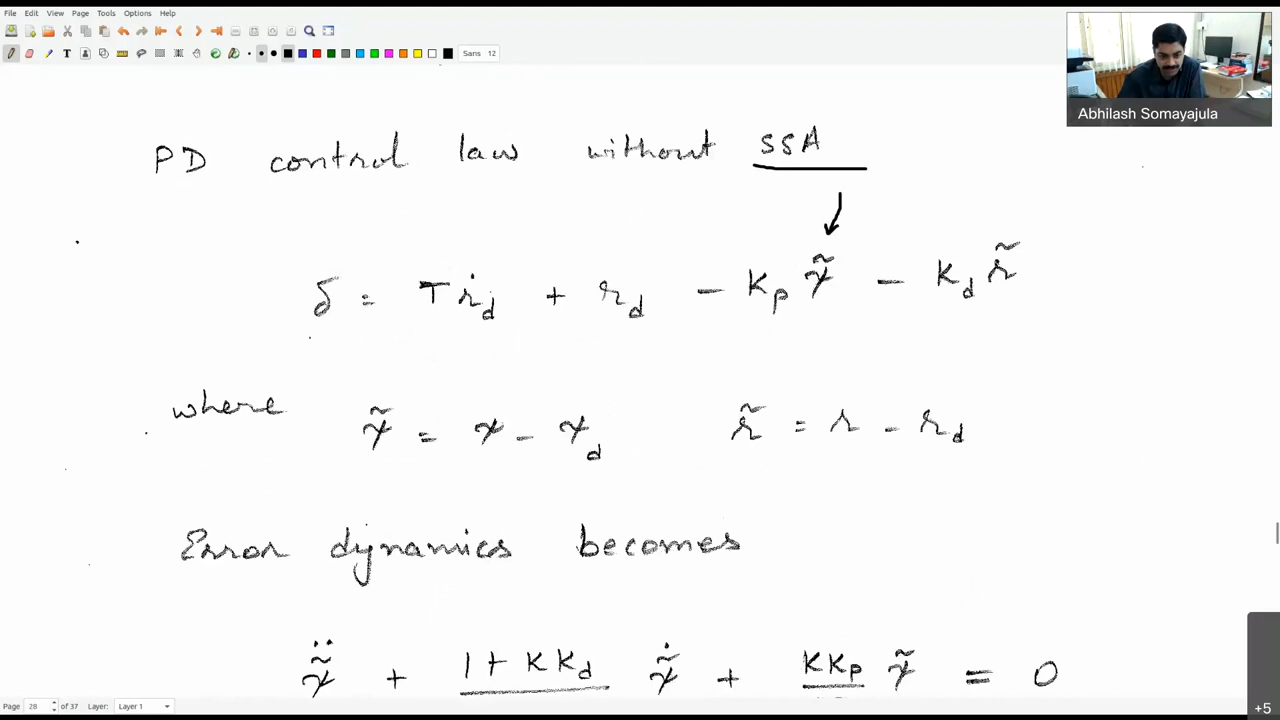 File Edit View Page Tools Options Help
Sans 12
Abhilash Somayajula
PD control law without SSA
δ = Tṙ_d + r_d - K_p ψ̃ - K_d r̃
where ψ̃ = ψ - ψ_d r̃ = r - r_d
Error dynamics becomes
ψ̃̈ + 1 + KK_d ψ̃̇ + KK_p ψ̃ = 0
Page 28 of 37 Layer: Layer 1
+5